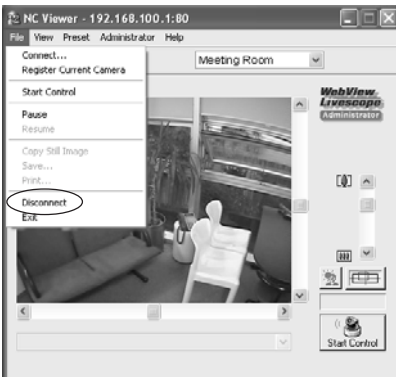 NC Viewer - 192.168.100.1:80
File View Preset Administrator Help
Connect...
Register Current Camera
Start Control
Pause
Resume
Copy Still Image
Save...
Print...
Disconnect
Exit
Meeting Room
WebView
Livescope
Administrator
Start Control